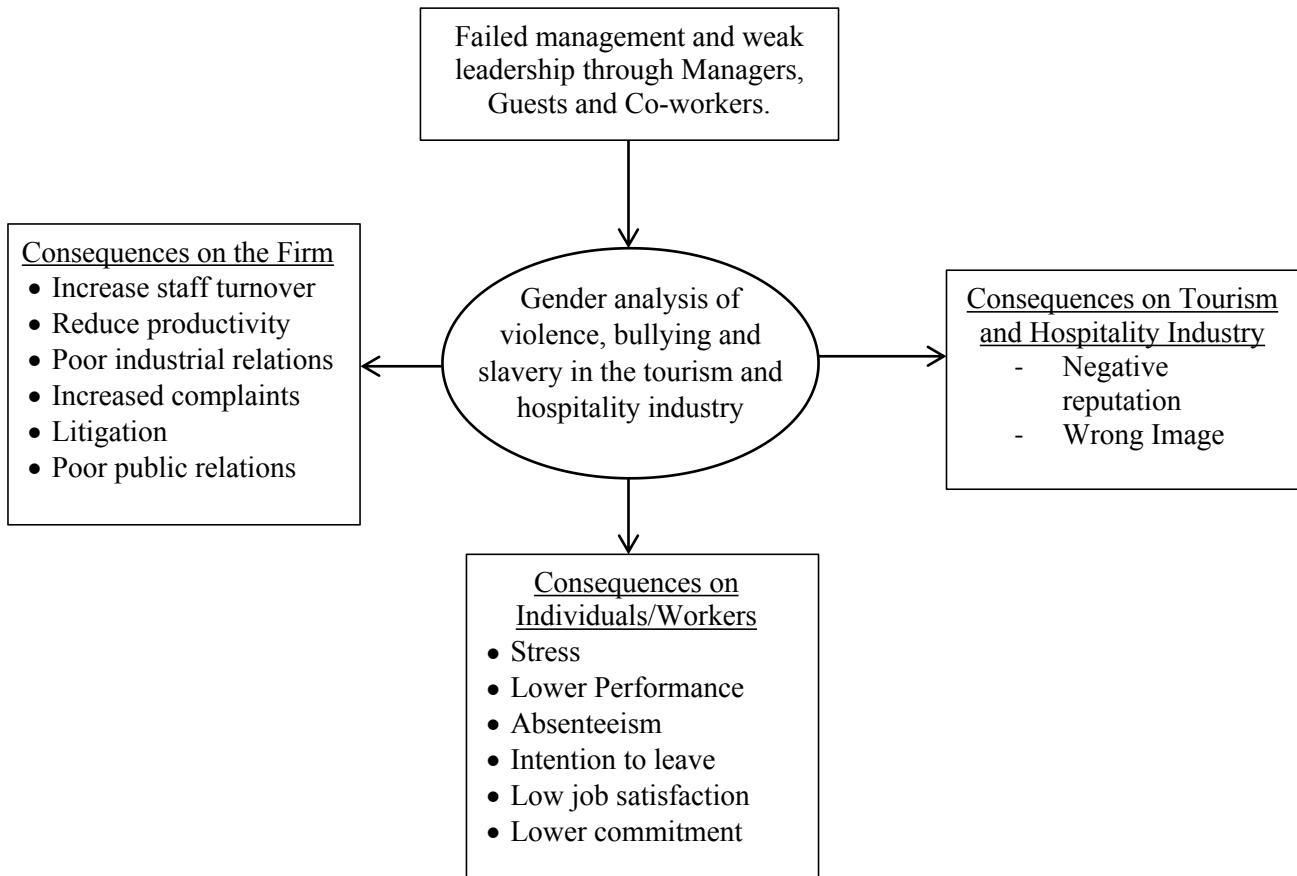 Failed management and weak
leadership through Managers,
Guests and Co-workers.
Consequences on the Firm
• Increase staff turnover
• Reduce productivity
• Poor industrial relations
• Increased complaints
• Litigation
• Poor public relations
Gender analysis of
violence, bullying and
slavery in the tourism and
hospitality industry
Consequences on Tourism
and Hospitality Industry
- Negative
reputation
- Wrong Image
Consequences on
Individuals/Workers
• Stress
• Lower Performance
• Absenteeism
• Intention to leave
• Low job satisfaction
• Lower commitment